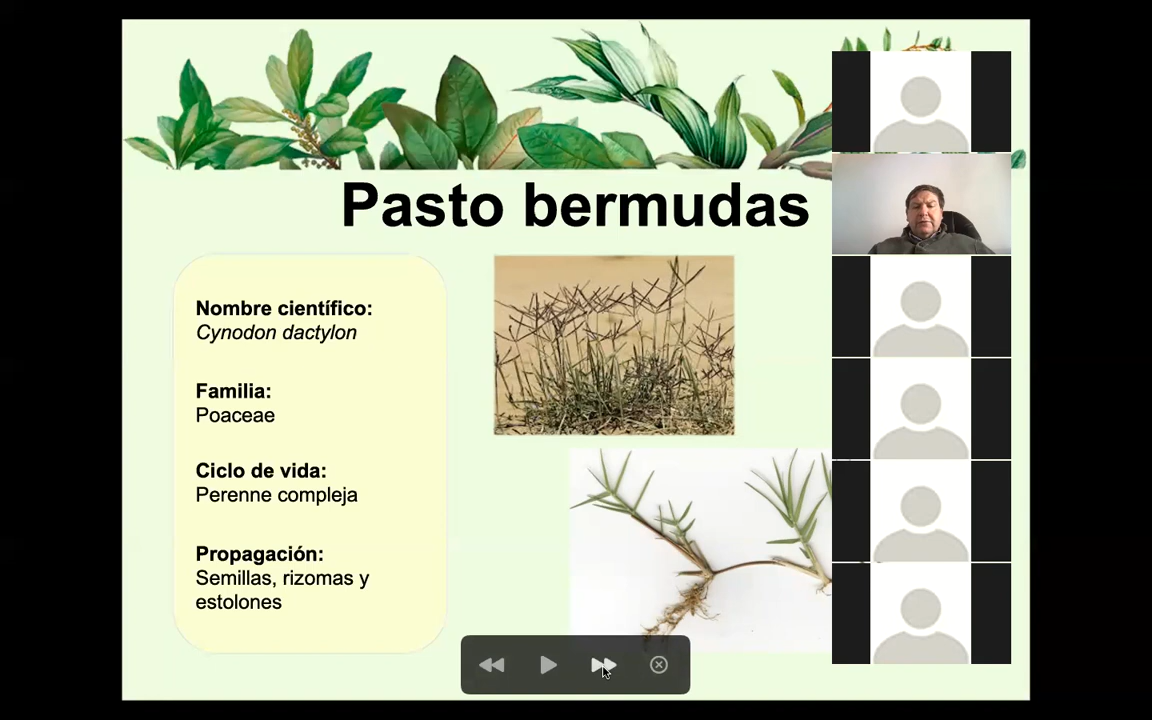 Pasto bermudas
Nombre científico:
Cynodon dactylon
Familia:
Poaceae
Ciclo de vida:
Perenne compleja
Propagación:
Semillas, rizomas y
estolones